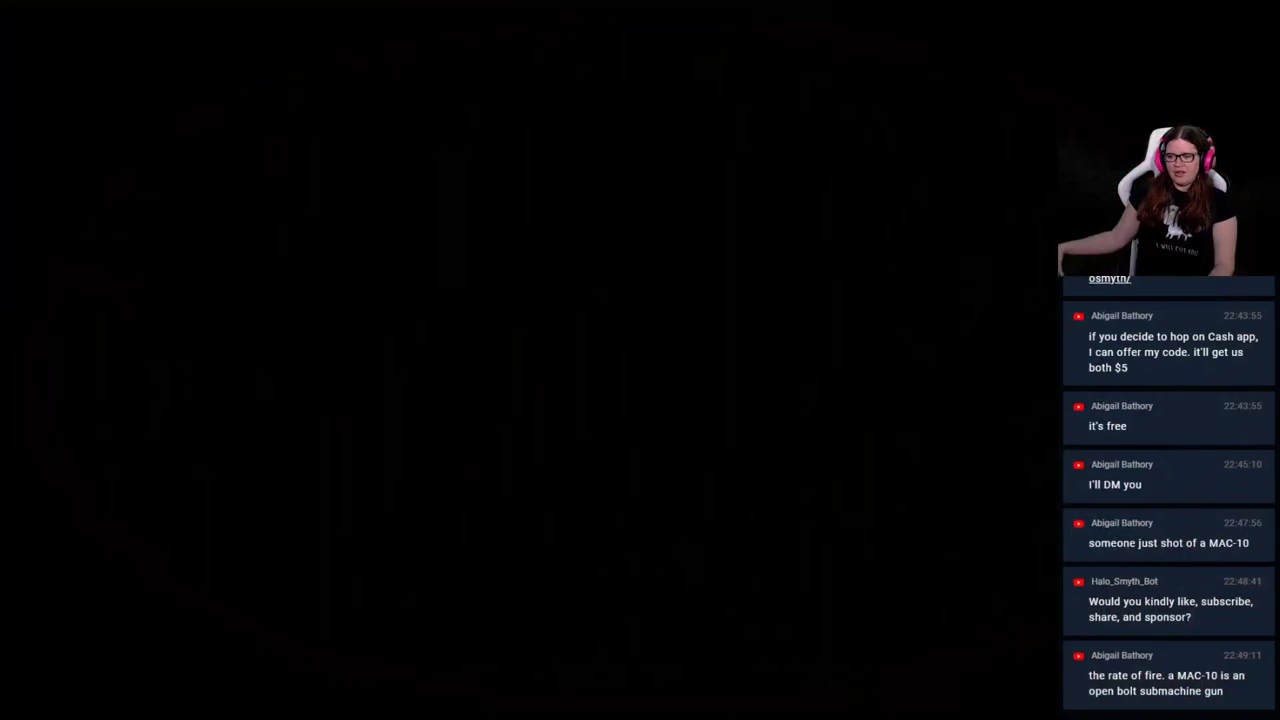 osmyth/
Abigail Bathory 22:43:55
if you decide to hop on Cash app,
I can offer my code. it'll get us
both $5
Abigail Bathory 22:43:55
it's free
Abigail Bathory 22:45:10
I'll DM you
Abigail Bathory 22:47:56
someone just shot of a MAC-10
Halo_Smyth_Bot 22:48:41
Would you kindly like, subscribe,
share, and sponsor?
Abigail Bathory 22:49:11
the rate of fire. a MAC-10 is an
open bolt submachine gun